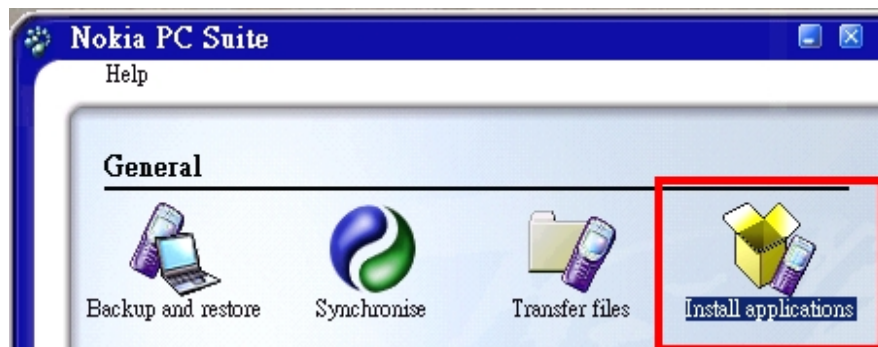 Nokia PC Suite
Help
General
Backup and restore
Synchronise
Transfer files
Install applications